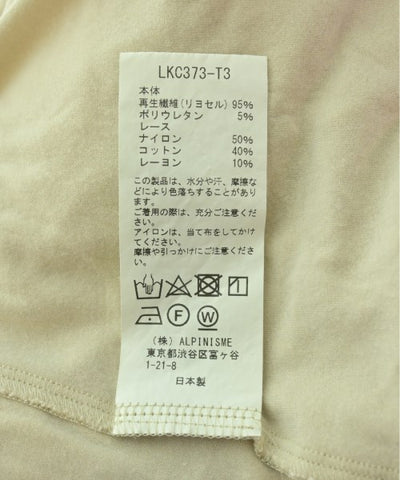 LKC373-T3
本体
再生繊維(リヨセル) 95%
ポリウレタン 5%
レース
ナイロン 50%
コットン 40%
レーヨン 10%
この製品は、水分や汗、摩擦な
どにより色落ちすることがあり
ます。
ご着用の際は、充分ご注意くだ
さい。
アイロンは、当て布をしてかけ
てください。
摩擦や引っかけにご注意くださ
い。
F W
(株) ALPINISME
東京都渋谷区富ヶ谷
1-21-8
日本製